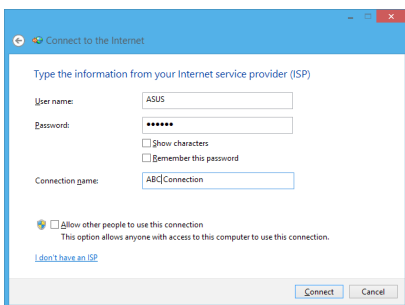 Connect to the Internet
Type the information from your Internet service provider (ISP)
User name: ASUS
Password: ••••••
Show characters
Remember this password
Connection name: ABC Connection
Allow other people to use this connection
This option allows anyone with access to this computer to use this connection.
I don't have an ISP
Connect Cancel